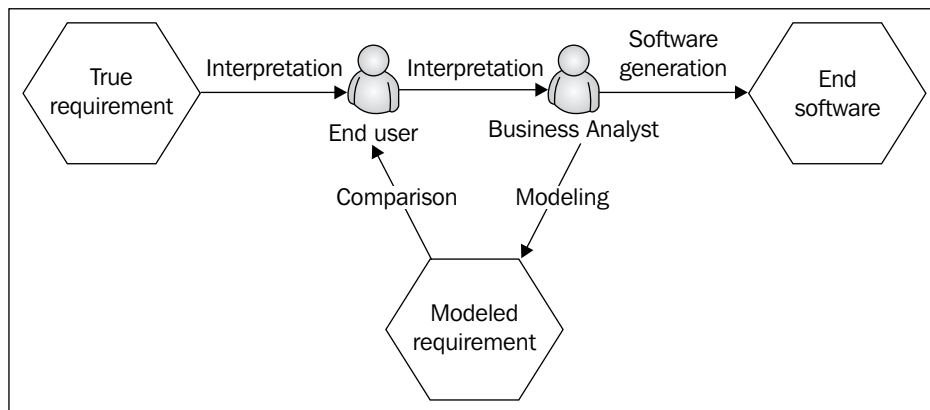 True
requirement
Interpretation
End user
Interpretation
Business Analyst
Software
generation
End
software
Comparison
Modeling
Modeled
requirement